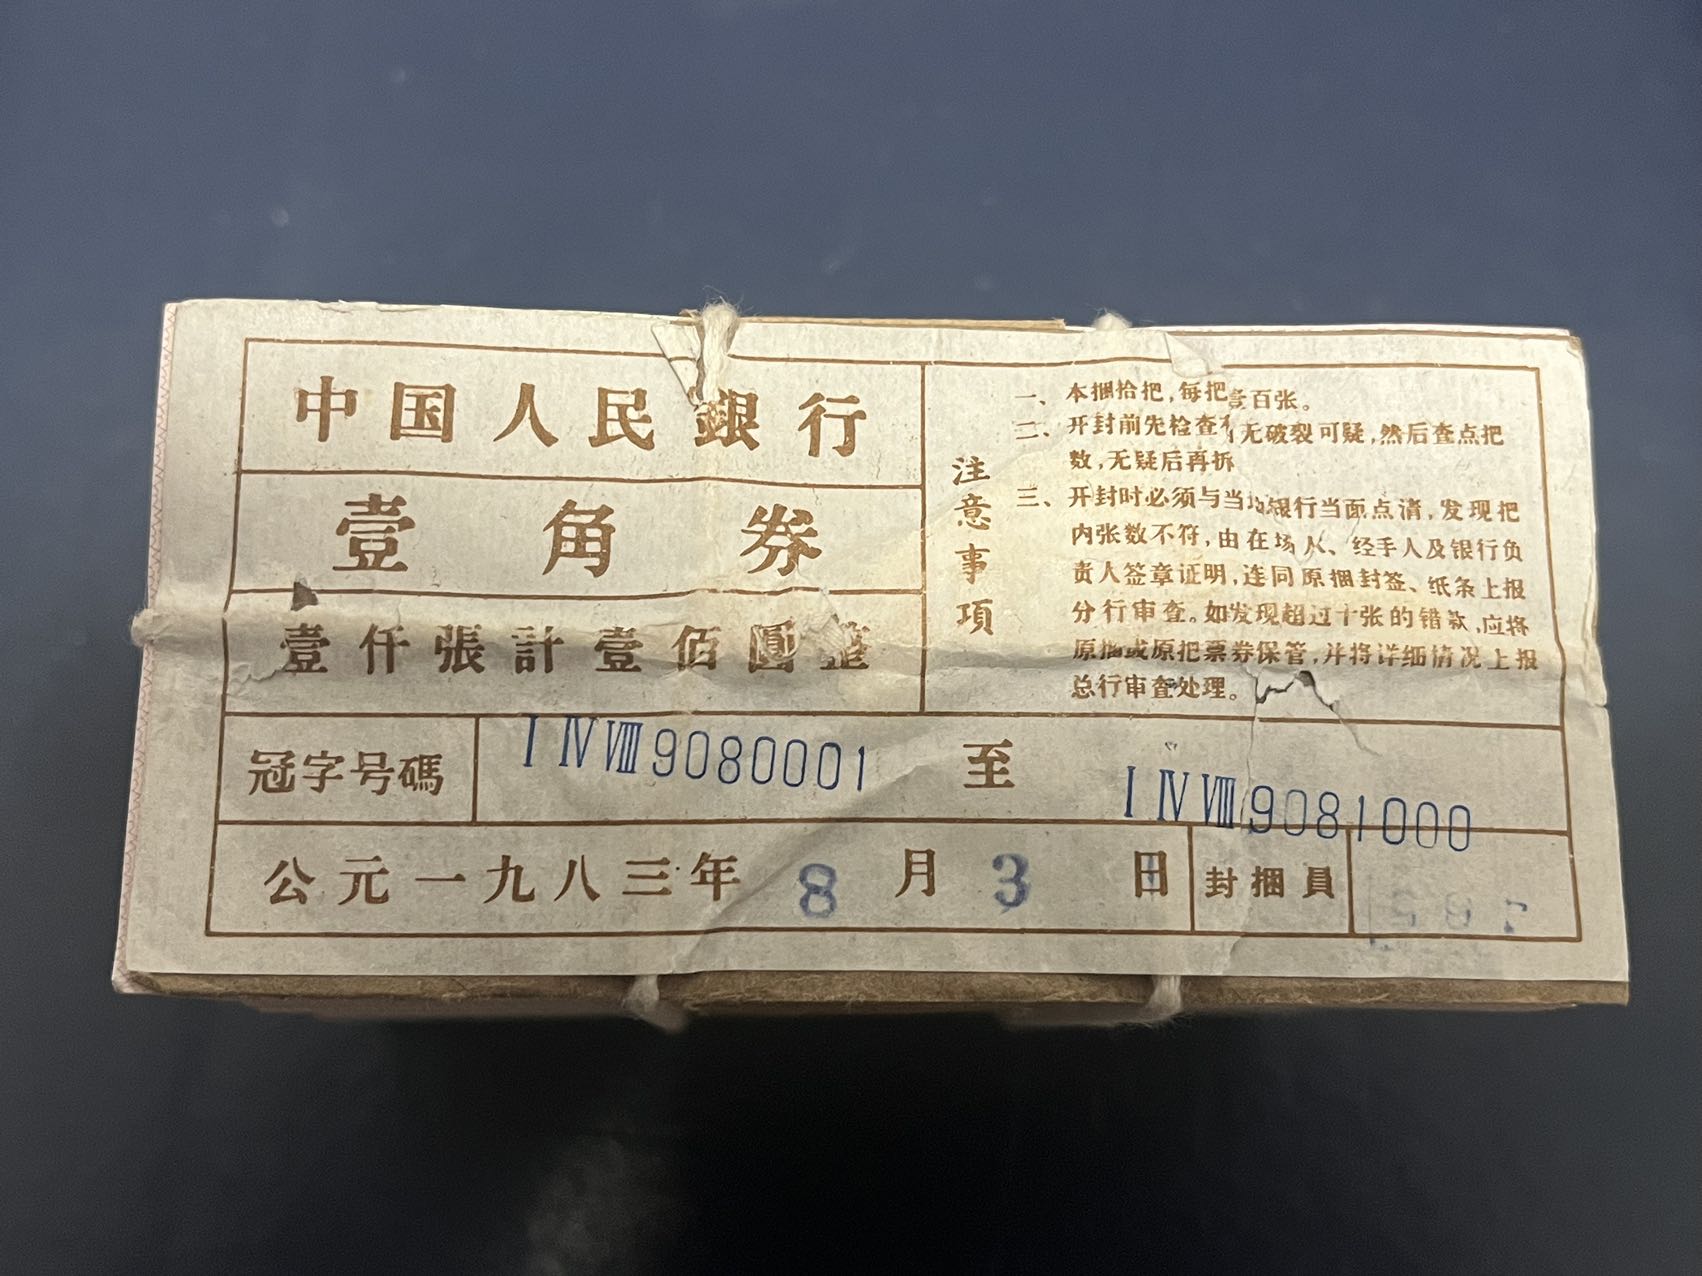 中国人民銀行
壹角券
壹仟張計壹佰圓整
注意事項
一、本捆拾把,每把壹百张。
二、开封前先检查有无破裂可疑,然后查点把
数,无疑后再拆
三、开封时必须与当地银行当面点清,发现把
内张数不符,由在场人、经手人及银行负
责人签章证明,连同原捆封签、纸条上报
分行审查。如发现超过十张的错款,应将
原捆或原把票券保管,并将详细情况上报
总行审查处理。
冠字号碼 ⅠⅣⅧ9080001 至 ⅠⅣⅧ9081000
公元一九八三年8月3日 封捆員